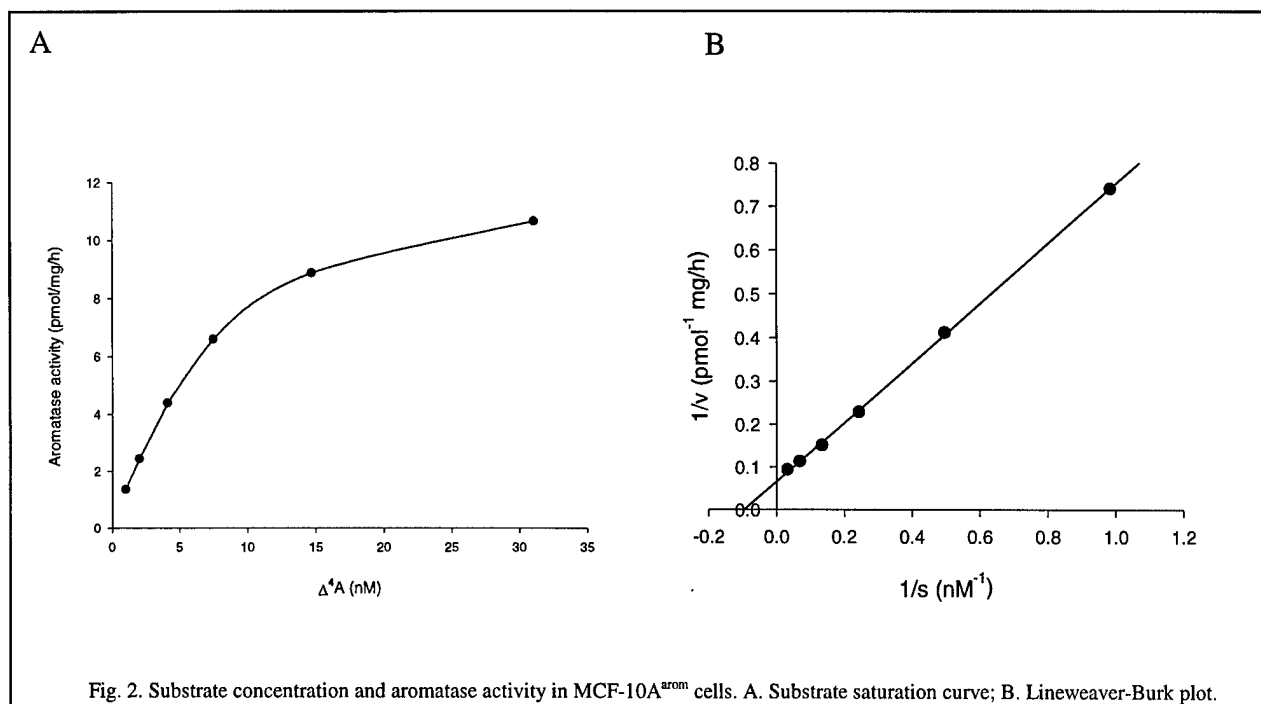 A
B
12
10
8
6
4
2
0
Aromatase activity (pmol/mg/h)
0 5 10 15 20 25 30 35
Δ⁴A (nM)
0.8
0.7
0.6
0.5
0.4
0.3
0.2
0.1
0.0
1/v (pmol⁻¹ mg/h)
-0.2 0.0 0.2 0.4 0.6 0.8 1.0 1.2
1/s (nM⁻¹)
Fig. 2. Substrate concentration and aromatase activity in MCF-10Aᵃʳᵒᵐ cells. A. Substrate saturation curve; B. Lineweaver-Burk plot.